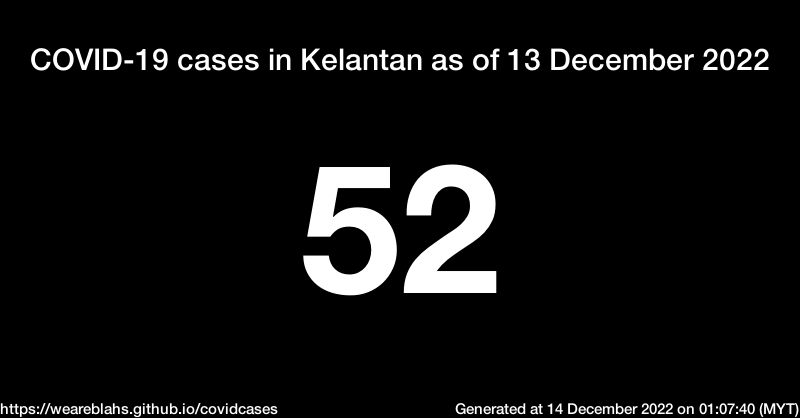 COVID-19 cases in Kelantan as of 13 December 2022
52
https://weareblahs.github.io/covidcases
Generated at 14 December 2022 on 01:07:40 (MYT)